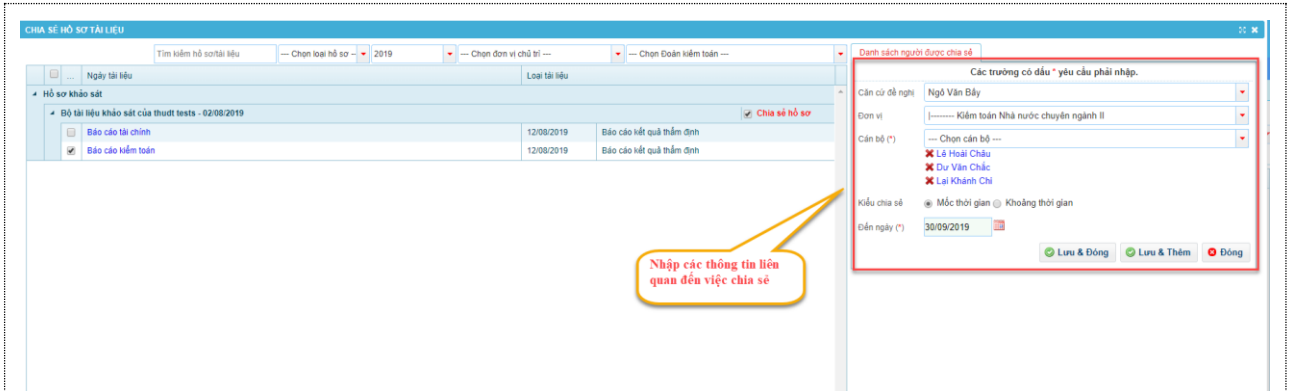 CHIA SẺ HỒ SƠ TÀI LIỆU
Tìm kiếm hồ sơ/tài liệu --- Chọn loại hồ sơ -- 2019 --- Chọn đơn vị chủ trì --- --- Chọn Đoàn kiểm toán ---
... Ngày tài liệu Loại tài liệu
Hồ sơ khảo sát
Bộ tài liệu khảo sát của thudt tests - 02/08/2019 Chia sẻ hồ sơ
Báo cáo tài chính 12/08/2019 Báo cáo kết quả thẩm định
Báo cáo kiểm toán 12/08/2019 Báo cáo kết quả thẩm định
Danh sách người được chia sẻ
Các trường có dấu * yêu cầu phải nhập.
Căn cứ đề nghị Ngô Văn Bảy
Đơn vị |-------- Kiểm toán Nhà nước chuyên ngành II
Cán bộ (*) --- Chọn cán bộ ---
Lê Hoài Châu
Dư Văn Chắc
Lại Khánh Chi
Kiểu chia sẻ Mốc thời gian Khoảng thời gian
Đến ngày (*) 30/09/2019
Lưu & Đóng Lưu & Thêm Đóng
Nhập các thông tin liên
quan đến việc chia sẻ